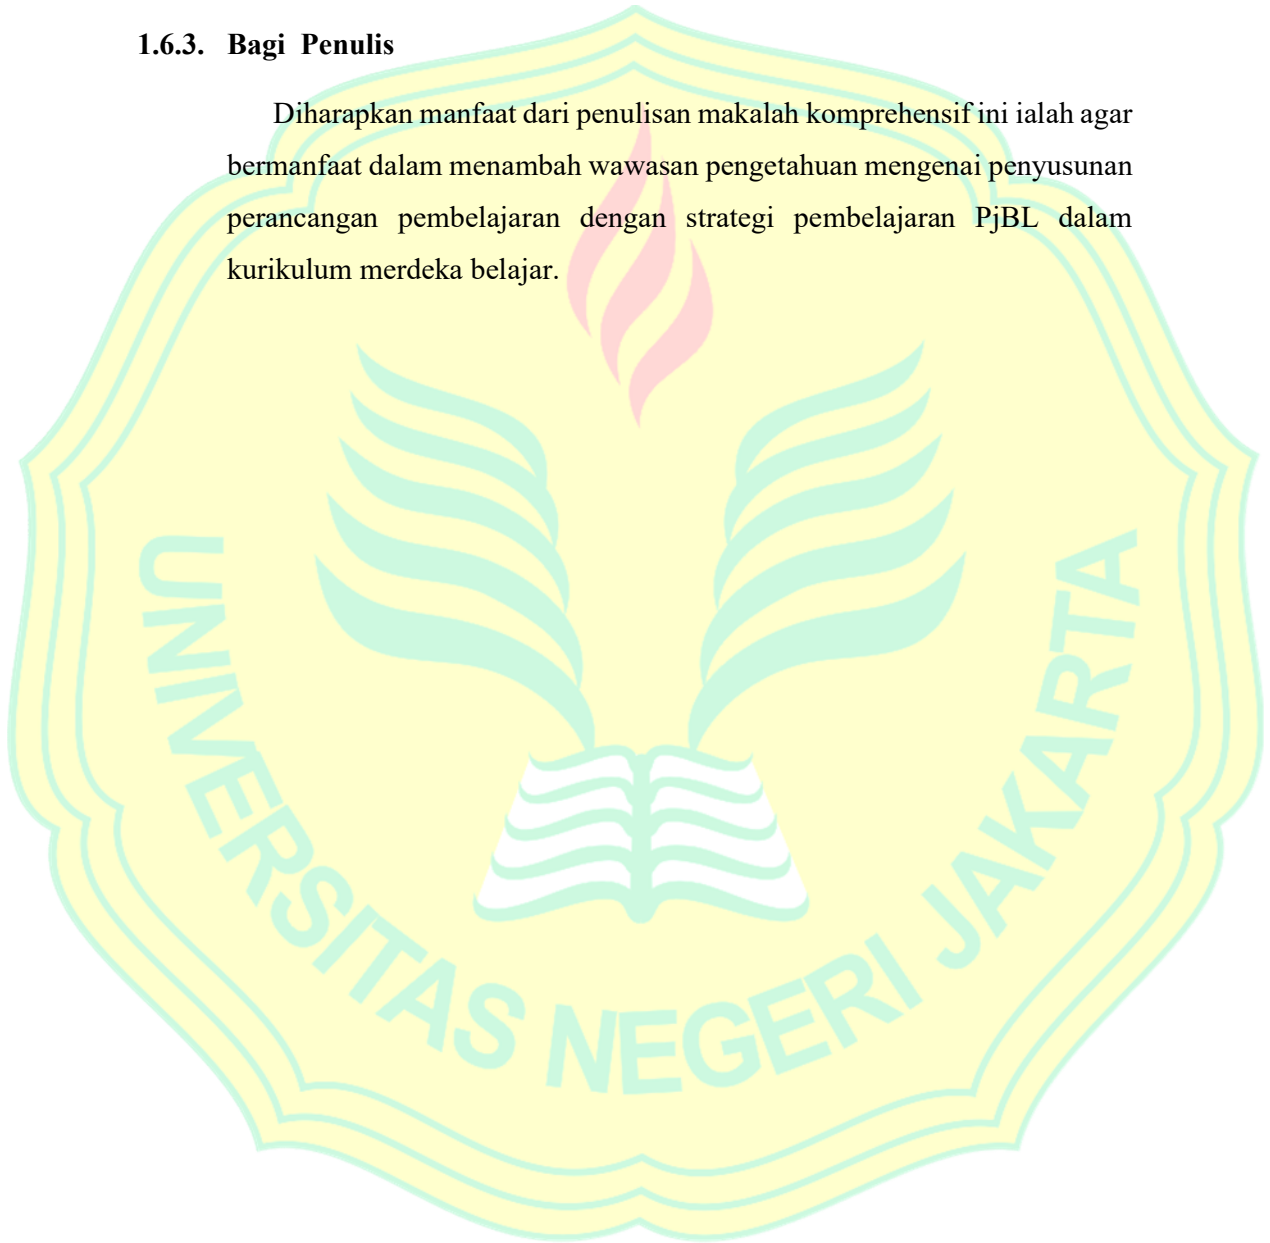 1.6.3. Bagi Penulis
Diharapkan manfaat dari penulisan makalah komprehensif ini ialah agar
bermanfaat dalam menambah wawasan pengetahuan mengenai penyusunan
perancangan pembelajaran dengan strategi pembelajaran PjBL dalam
kurikulum merdeka belajar.
UNIVERSITAS NEGERI JAKARTA